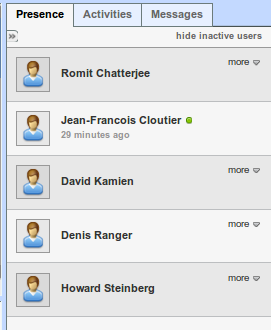 Presence Activities Messages
hide inactive users
Romit Chatterjee more
Jean-Francois Cloutier
29 minutes ago
David Kamien more
Denis Ranger more
Howard Steinberg more